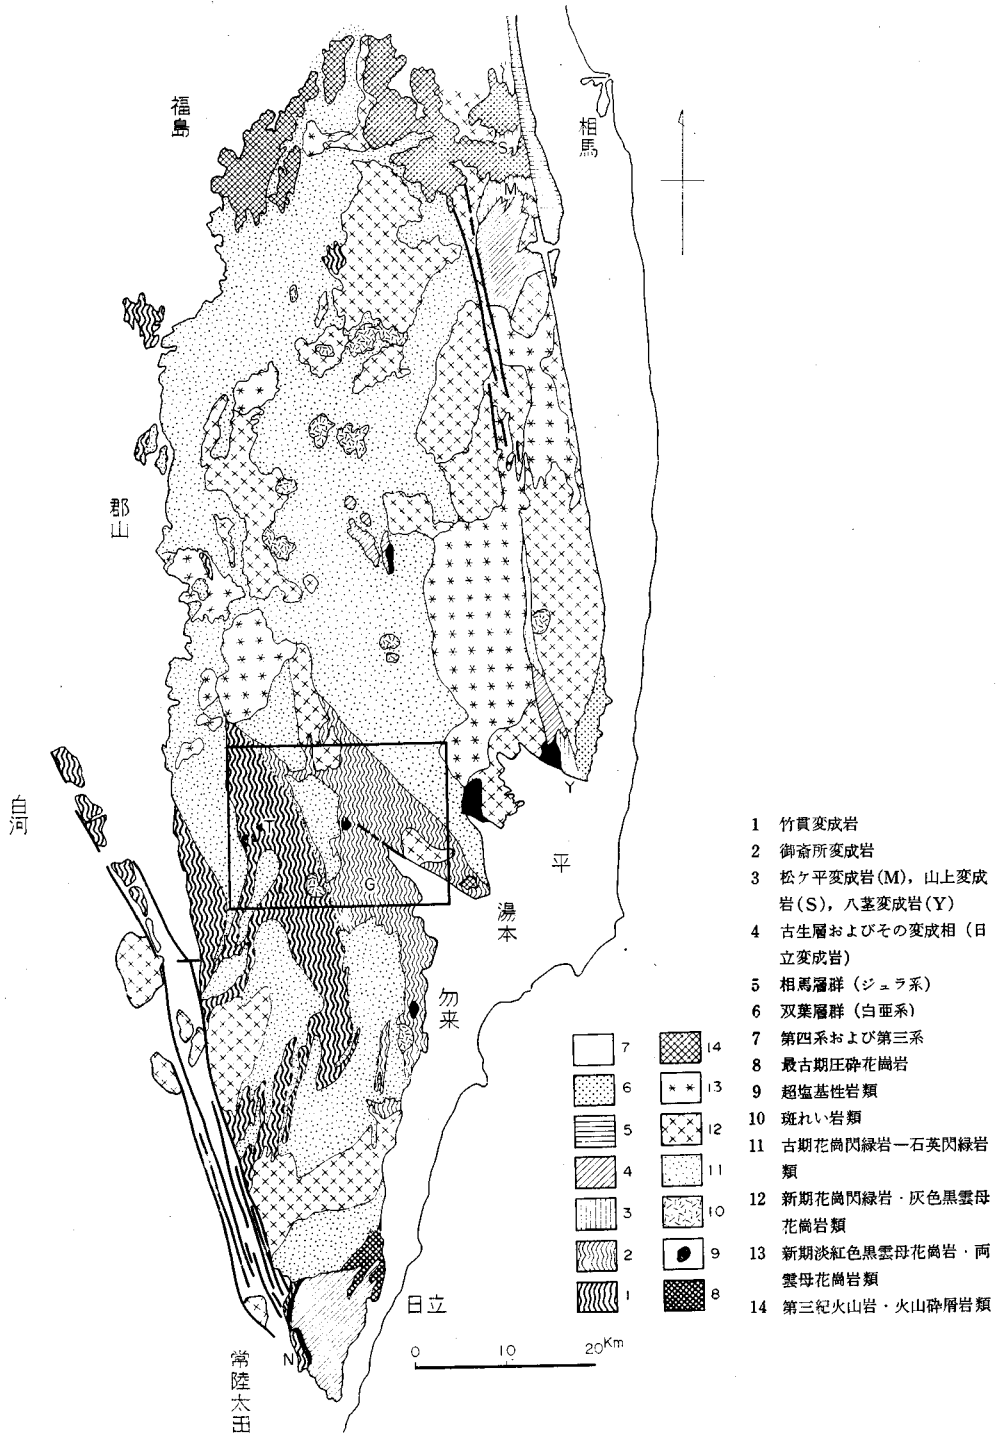 福島
相馬
S
M
郡山
白河
T
G
Y
平
湯本
勿来
日立
N
常陸太田
0 10 20Km
7
6
5
4
3
2
1
14
13
12
11
10
9
8
1 竹貫変成岩
2 御斎所変成岩
3 松ケ平変成岩(M),山上変成
岩(S),八茎変成岩(Y)
4 古生層およびその変成相(日
立変成岩)
5 相馬層群(ジュラ系)
6 双葉層群(白亜系)
7 第四系および第三系
8 最古期圧砕花崗岩
9 超塩基性岩類
10 斑れい岩類
11 古期花崗閃緑岩―石英閃緑岩
類
12 新期花崗閃緑岩・灰色黒雲母
花崗岩類
13 新期淡紅色黒雲母花崗岩・両
雲母花崗岩類
14 第三紀火山岩・火山砕屑岩類